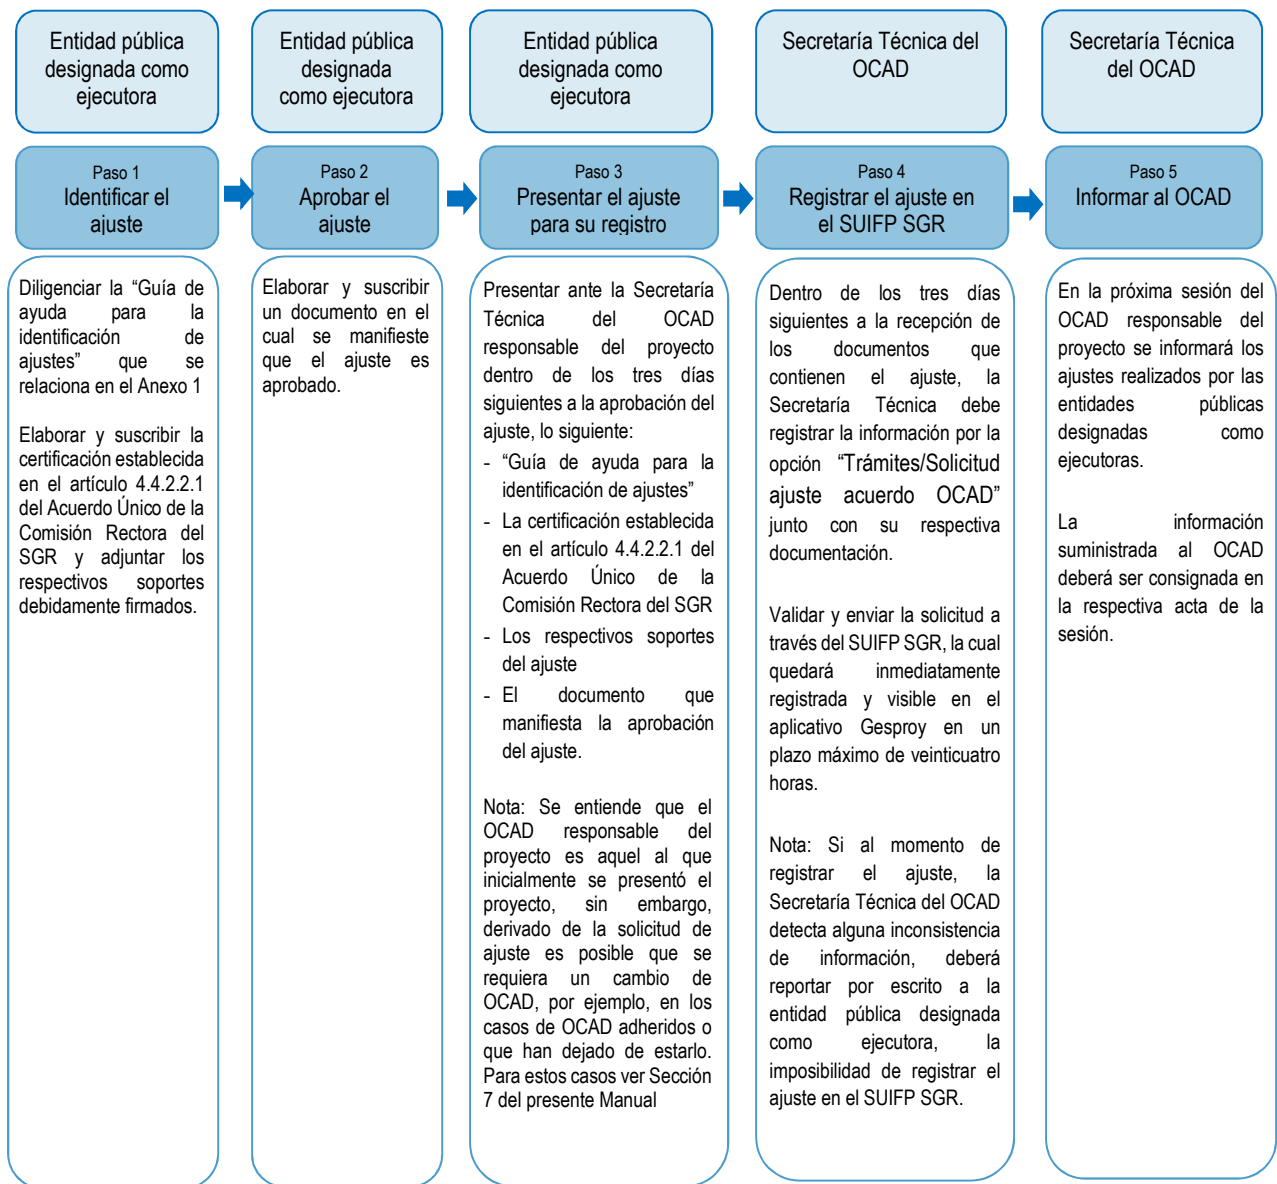 Entidad pública
designada como
ejecutora
Entidad pública
designada
como ejecutora
Entidad pública
designada como
ejecutora
Secretaría Técnica del
OCAD
Secretaría Técnica
del OCAD
Paso 1
Identificar el
ajuste
Paso 2
Aprobar el
ajuste
Paso 3
Presentar el ajuste
para su registro
Paso 4
Registrar el ajuste en
el SUIFP SGR
Paso 5
Informar al OCAD
Diligenciar la “Guía de
ayuda para la
identificación de
ajustes” que se
relaciona en el Anexo 1
Elaborar y suscribir la
certificación establecida
en el artículo 4.4.2.2.1
del Acuerdo Único de la
Comisión Rectora del
SGR y adjuntar los
respectivos soportes
debidamente firmados.
Elaborar y suscribir
un documento en el
cual se manifieste
que el ajuste es
aprobado.
Presentar ante la Secretaría
Técnica del OCAD
responsable del proyecto
dentro de los tres días
siguientes a la aprobación del
ajuste, lo siguiente:
- “Guía de ayuda para la
identificación de ajustes”
- La certificación establecida
en el artículo 4.4.2.2.1 del
Acuerdo Único de la
Comisión Rectora del SGR
- Los respectivos soportes
del ajuste
- El documento que
manifiesta la aprobación
del ajuste.
Nota: Se entiende que el
OCAD responsable del
proyecto es aquel al que
inicialmente se presentó el
proyecto, sin embargo,
derivado de la solicitud de
ajuste es posible que se
requiera un cambio de
OCAD, por ejemplo, en los
casos de OCAD adheridos o
que han dejado de estarlo.
Para estos casos ver Sección
7 del presente Manual
Dentro de los tres días
siguientes a la recepción de
los documentos que
contienen el ajuste, la
Secretaría Técnica debe
registrar la información por la
opción “Trámites/Solicitud
ajuste acuerdo OCAD”
junto con su respectiva
documentación.
Validar y enviar la solicitud a
través del SUIFP SGR, la cual
quedará inmediatamente
registrada y visible en el
aplicativo Gesproy en un
plazo máximo de veinticuatro
horas.
Nota: Si al momento de
registrar el ajuste, la
Secretaría Técnica del OCAD
detecta alguna inconsistencia
de información, deberá
reportar por escrito a la
entidad pública designada
como ejecutora, la
imposibilidad de registrar el
ajuste en el SUIFP SGR.
En la próxima sesión del
OCAD responsable del
proyecto se informará los
ajustes realizados por las
entidades públicas
designadas como
ejecutoras.
La información
suministrada al OCAD
deberá ser consignada en
la respectiva acta de la
sesión.